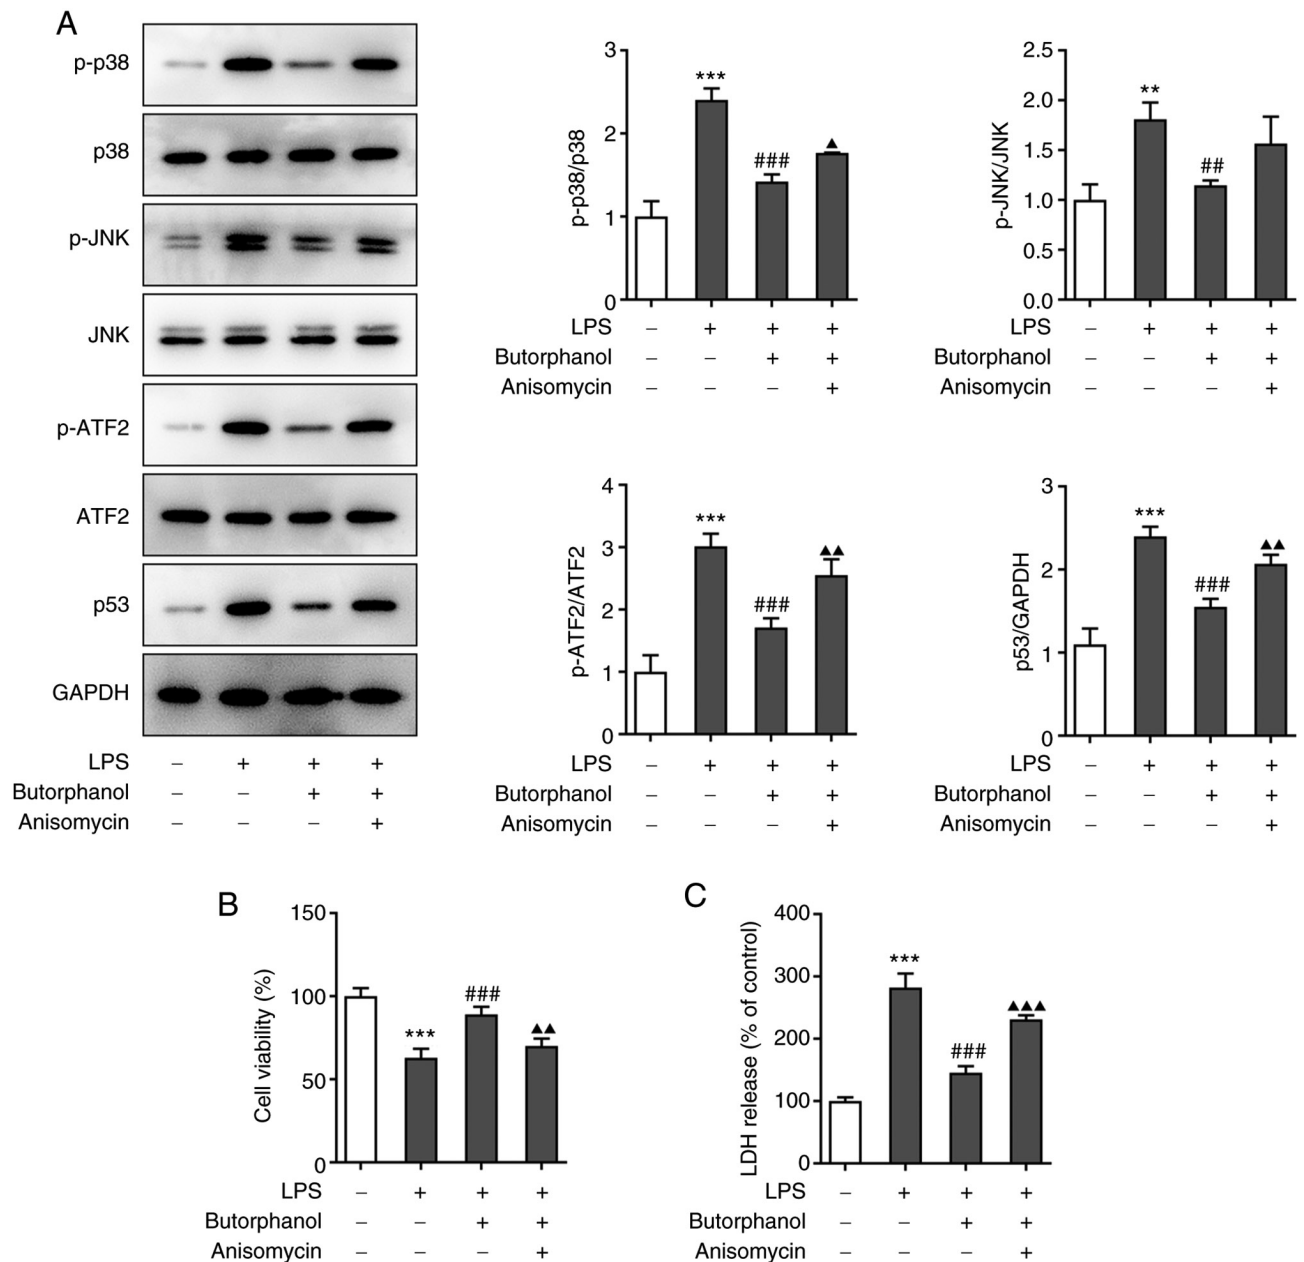 A
p-p38
p38
p-JNK
JNK
p-ATF2
ATF2
p53
GAPDH
LPS − + + +
Butorphanol − − + +
Anisomycin − − − +
3
2
1
0
p-p38/p38
***
###
▲
LPS − + + +
Butorphanol − − + +
Anisomycin − − − +
2.5
2.0
1.5
1.0
0.5
0.0
p-JNK/JNK
**
##
LPS − + + +
Butorphanol − − + +
Anisomycin − − − +
4
3
2
1
0
p-ATF2/ATF2
***
###
▲▲
LPS − + + +
Butorphanol − − + +
Anisomycin − − − +
3
2
1
0
p53/GAPDH
***
###
▲▲
LPS − + + +
Butorphanol − − + +
Anisomycin − − − +
B
150
100
50
0
Cell viability (%)
***
###
▲▲
LPS − + + +
Butorphanol − − + +
Anisomycin − − − +
C
400
300
200
100
0
LDH release (% of control)
***
###
▲▲▲
LPS − + + +
Butorphanol − − + +
Anisomycin − − − +